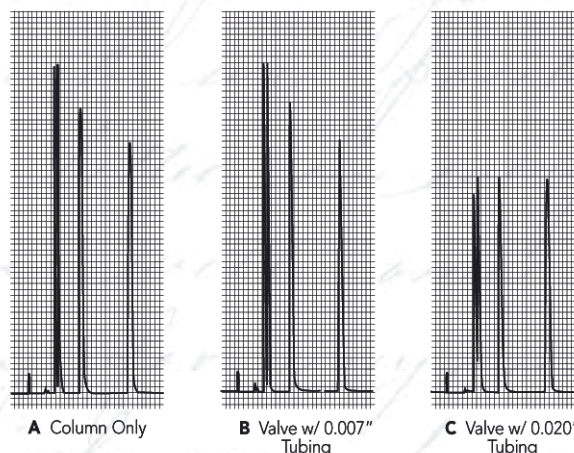 A Column Only
B Valve w/ 0.007"
Tubing
C Valve w/ 0.020"
Tubing